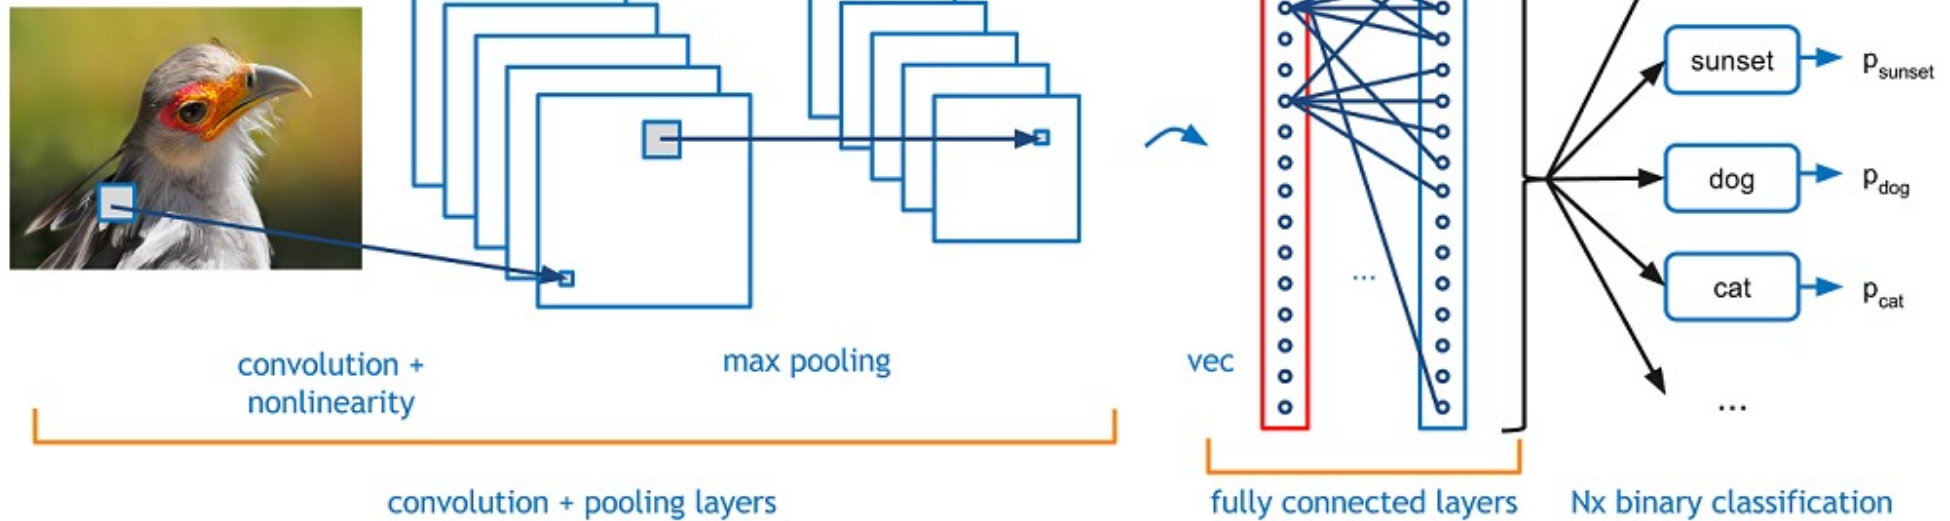 sunset
p_sunset
dog
p_dog
cat
p_cat
...
...
convolution +
nonlinearity
max pooling
vec
convolution + pooling layers
fully connected layers
Nx binary classification